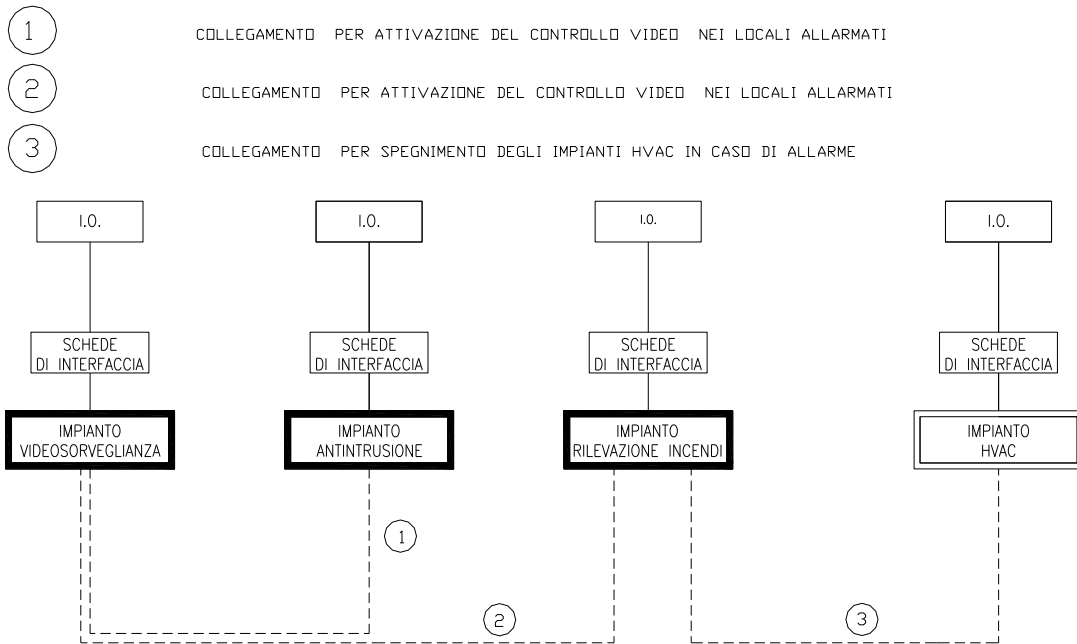 1 COLLEGAMENTO PER ATTIVAZIONE DEL CONTROLLO VIDEO NEI LOCALI ALLARMATI
2 COLLEGAMENTO PER ATTIVAZIONE DEL CONTROLLO VIDEO NEI LOCALI ALLARMATI
3 COLLEGAMENTO PER SPEGNIMENTO DEGLI IMPIANTI HVAC IN CASO DI ALLARME
I.O.
I.O.
I.O.
I.O.
SCHEDE
DI INTERFACCIA
SCHEDE
DI INTERFACCIA
SCHEDE
DI INTERFACCIA
SCHEDE
DI INTERFACCIA
IMPIANTO
VIDEOSORVEGLIANZA
IMPIANTO
ANTINTRUSIONE
IMPIANTO
RILEVAZIONE INCENDI
IMPIANTO
HVAC
1
2
3